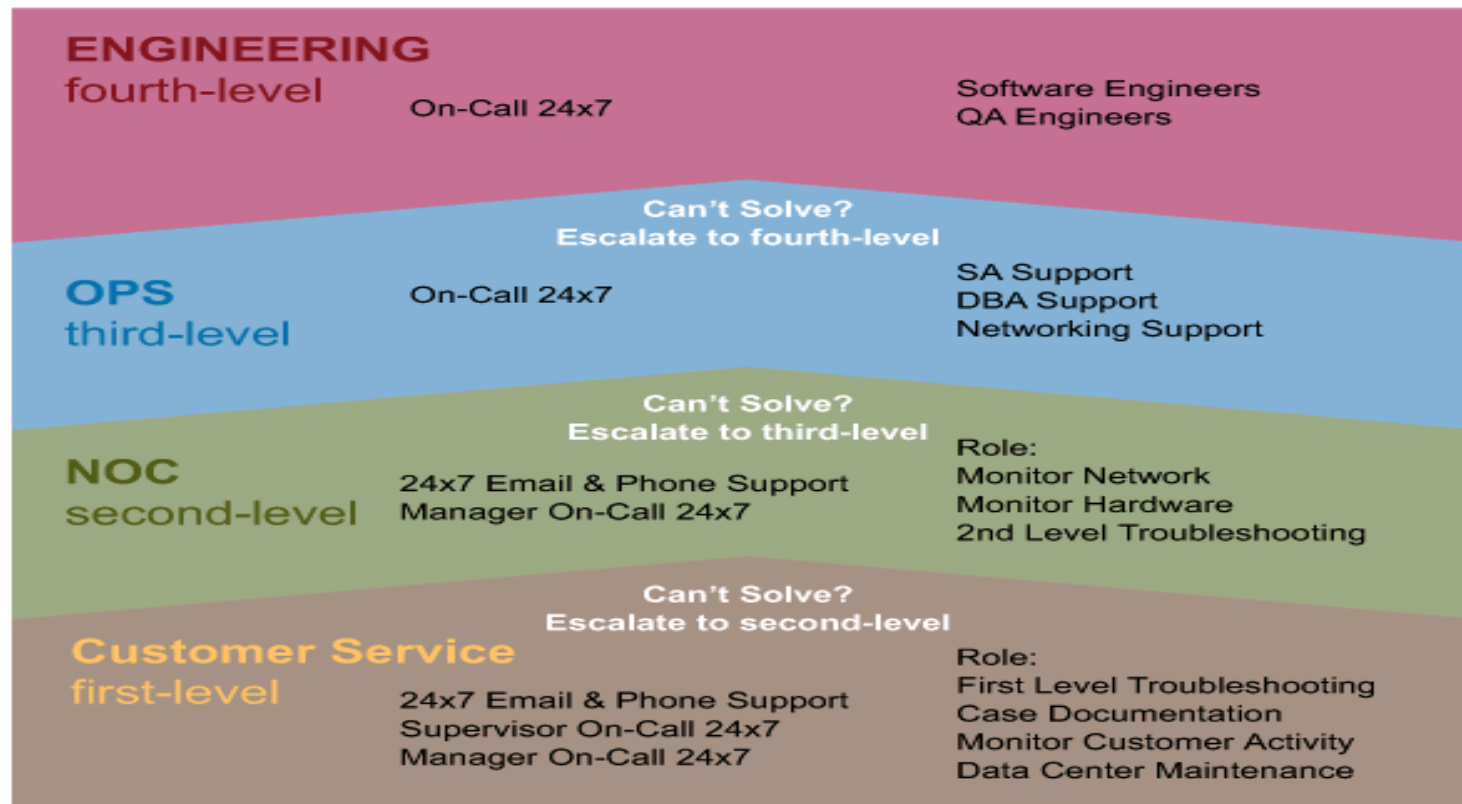 ENGINEERING
fourth-level
On-Call 24x7
Software Engineers
QA Engineers
Can't Solve?
Escalate to fourth-level
OPS
third-level
On-Call 24x7
SA Support
DBA Support
Networking Support
Can't Solve?
Escalate to third-level
NOC
second-level
24x7 Email & Phone Support
Manager On-Call 24x7
Role:
Monitor Network
Monitor Hardware
2nd Level Troubleshooting
Can't Solve?
Escalate to second-level
Customer Service
first-level
24x7 Email & Phone Support
Supervisor On-Call 24x7
Manager On-Call 24x7
Role:
First Level Troubleshooting
Case Documentation
Monitor Customer Activity
Data Center Maintenance